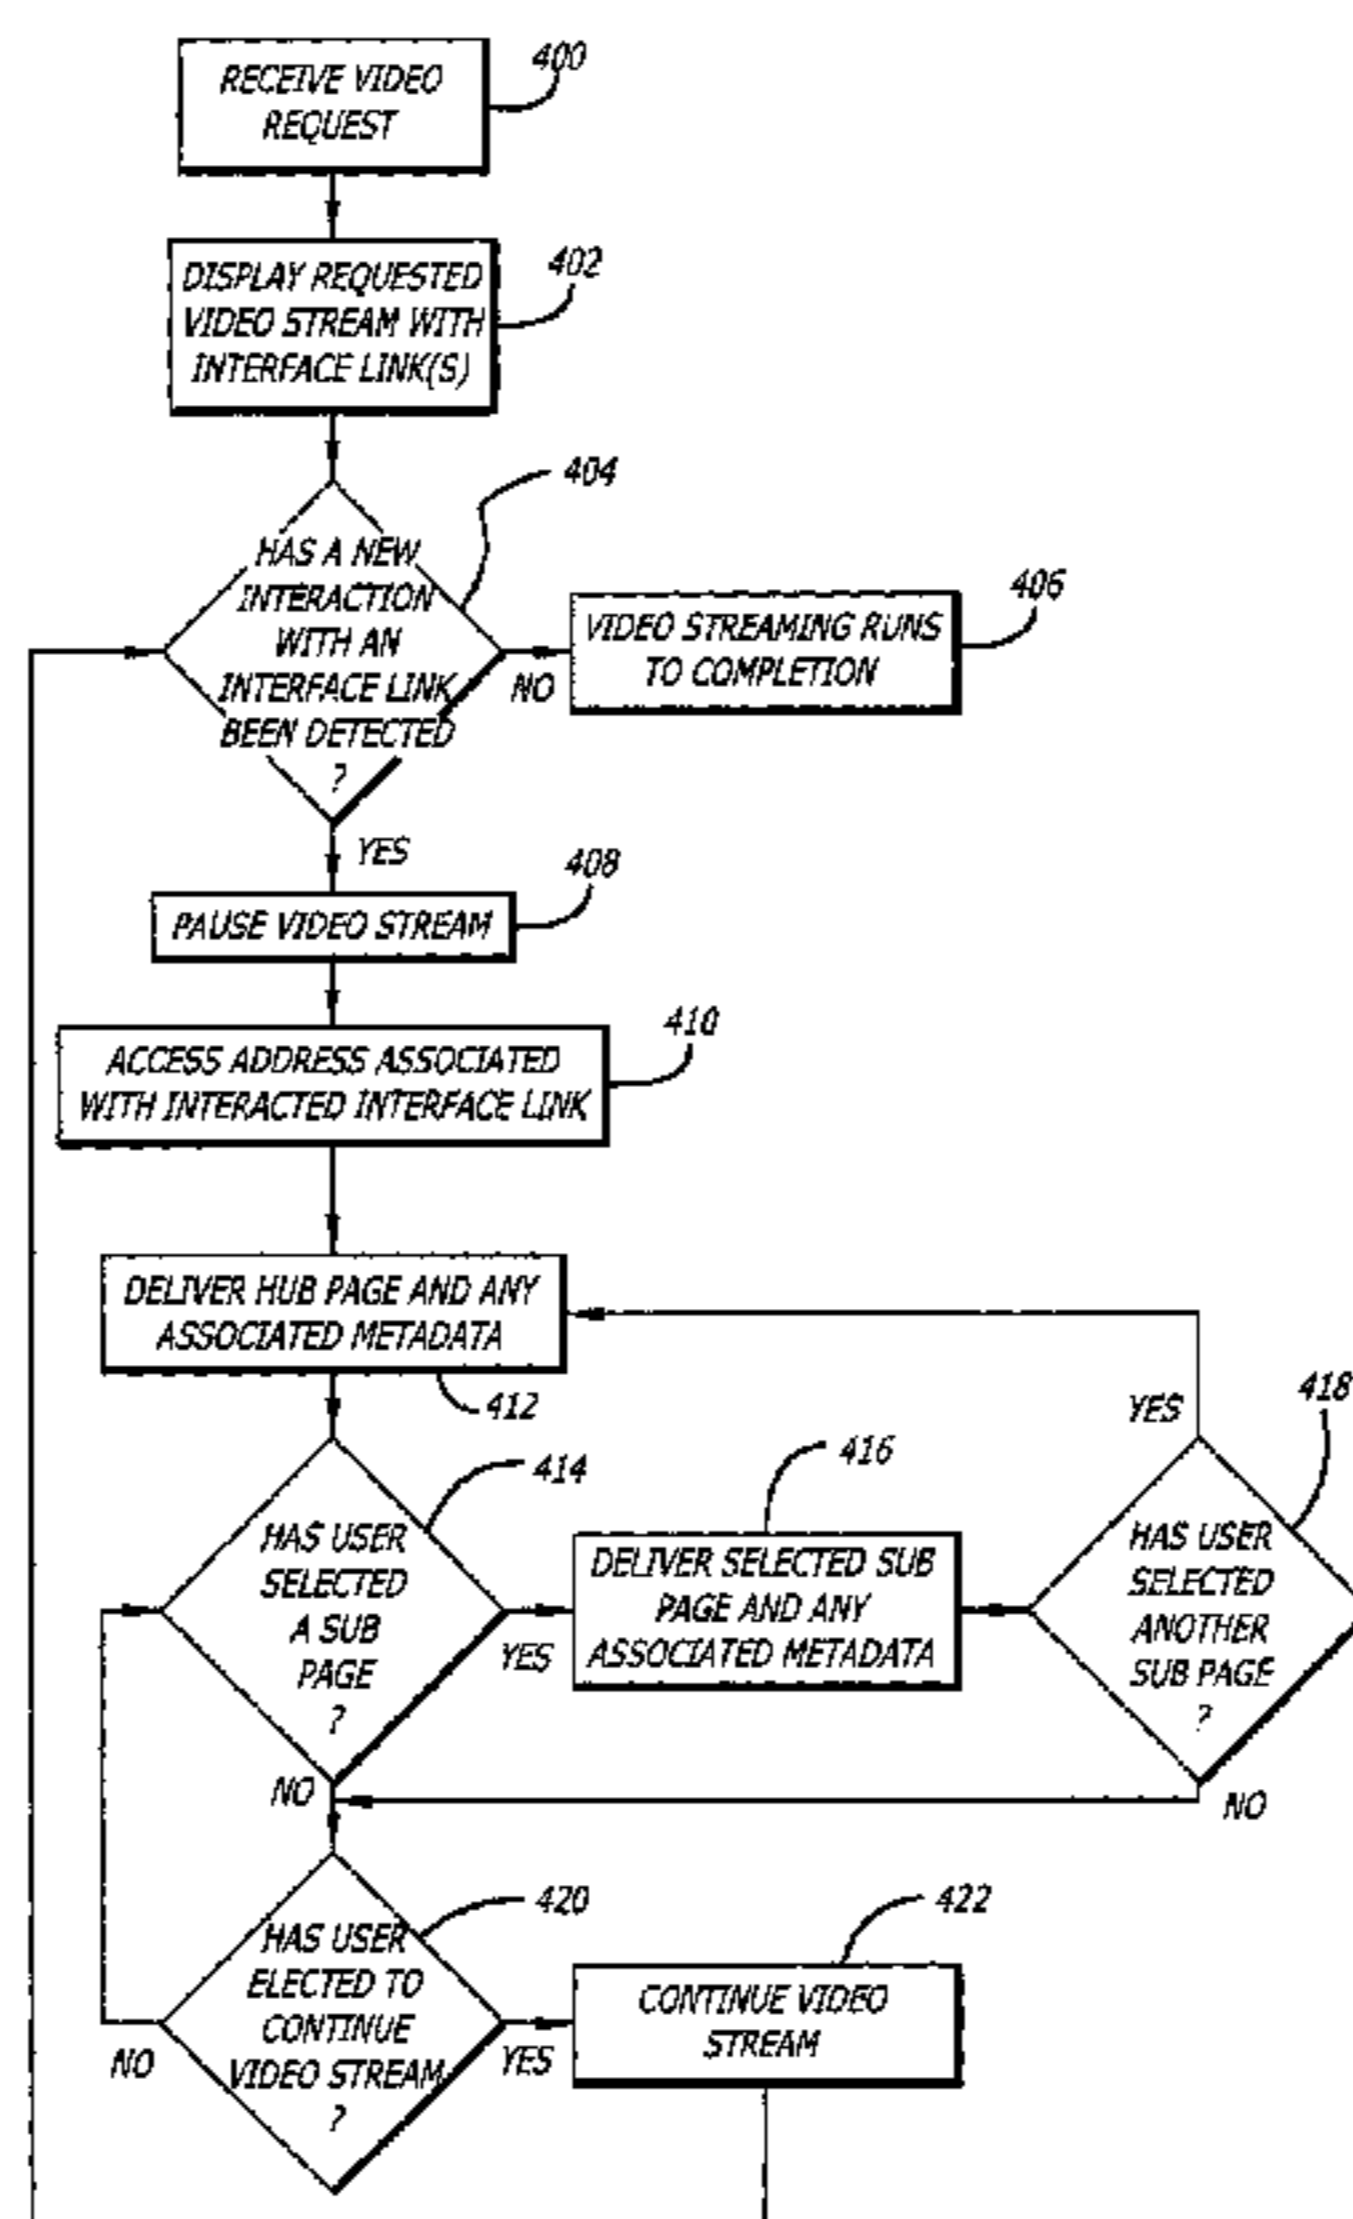 400
RECEIVE VIDEO
REQUEST
402
DISPLAY REQUESTED
VIDEO STREAM WITH
INTERFACE LINK(S)
404
HAS A NEW
INTERACTION
WITH AN
INTERFACE LINK
BEEN DETECTED
?
NO
406
VIDEO STREAMING RUNS
TO COMPLETION
YES
408
PAUSE VIDEO STREAM
410
ACCESS ADDRESS ASSOCIATED
WITH INTERACTED INTERFACE LINK
DELIVER HUB PAGE AND ANY
ASSOCIATED METADATA
412
414
HAS USER
SELECTED
A SUB
PAGE
?
YES
NO
416
DELIVER SELECTED SUB
PAGE AND ANY
ASSOCIATED METADATA
418
YES
HAS USER
SELECTED
ANOTHER
SUB PAGE
?
NO
420
HAS USER
ELECTED TO
CONTINUE
VIDEO STREAM
?
NO
YES
422
CONTINUE VIDEO
STREAM